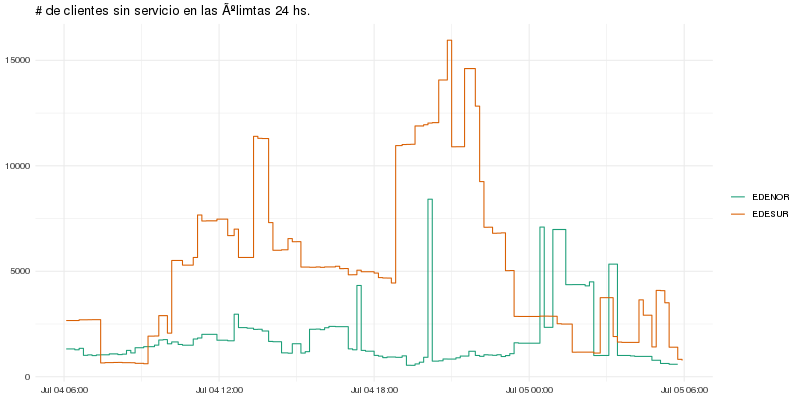 # de clientes sin servicio en las Ãºlimtas 24 hs.
15000
10000
5000
0
Jul 04 06:00 Jul 04 12:00 Jul 04 18:00 Jul 05 00:00 Jul 05 06:00
EDENOR
EDESUR